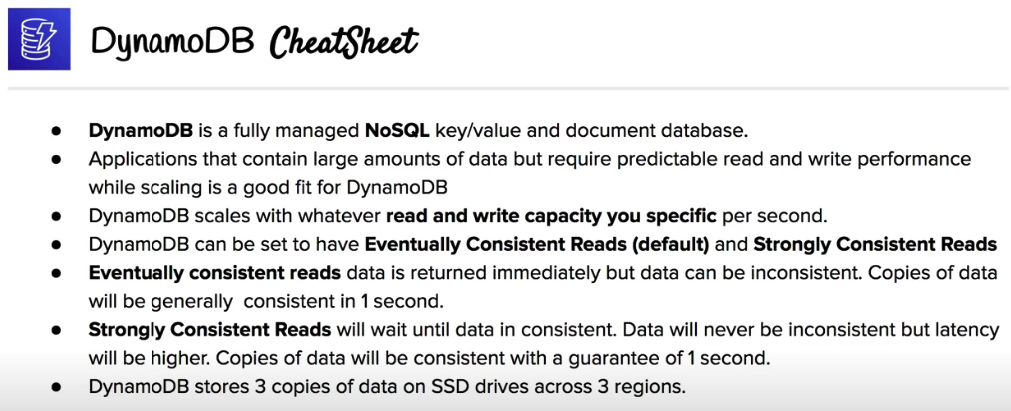 DynamoDB CheatSheet
● DynamoDB is a fully managed NoSQL key/value and document database.
● Applications that contain large amounts of data but require predictable read and write performance
while scaling is a good fit for DynamoDB
● DynamoDB scales with whatever read and write capacity you specific per second.
● DynamoDB can be set to have Eventually Consistent Reads (default) and Strongly Consistent Reads
● Eventually consistent reads data is returned immediately but data can be inconsistent. Copies of data
will be generally consistent in 1 second.
● Strongly Consistent Reads will wait until data in consistent. Data will never be inconsistent but latency
will be higher. Copies of data will be consistent with a guarantee of 1 second.
● DynamoDB stores 3 copies of data on SSD drives across 3 regions.